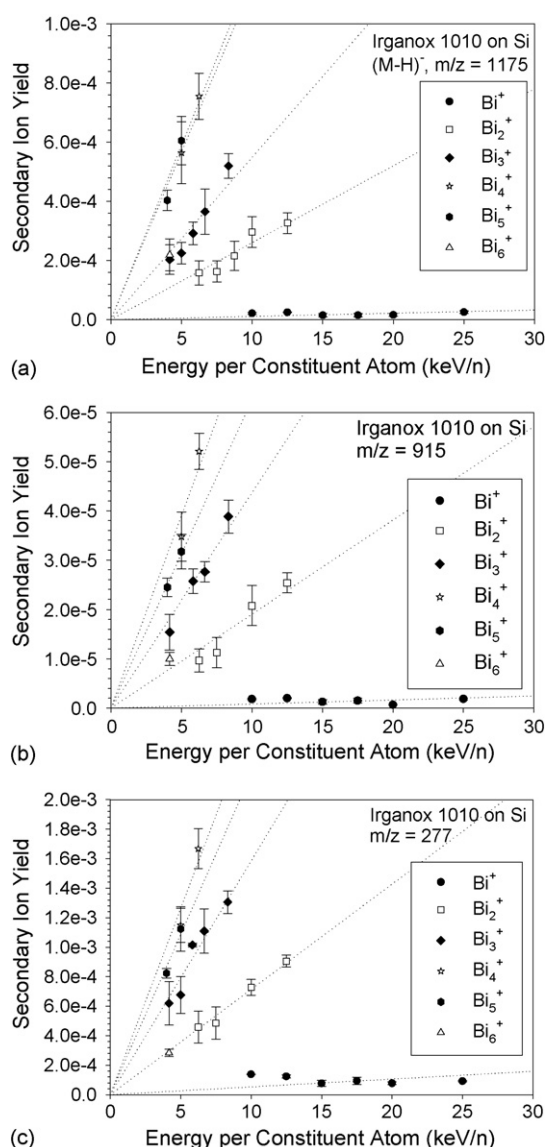 1.0e-3
8.0e-4
6.0e-4
4.0e-4
2.0e-4
0.0
Secondary Ion Yield
Irganox 1010 on Si
(M-H)⁻, m/z = 1175
Bi⁺
Bi₂⁺
Bi₃⁺
Bi₄⁺
Bi₅⁺
Bi₆⁺
0 5 10 15 20 25 30
(a) Energy per Constituent Atom (keV/n)
6.0e-5
5.0e-5
4.0e-5
3.0e-5
2.0e-5
1.0e-5
0.0
Secondary Ion Yield
Irganox 1010 on Si
m/z = 915
Bi⁺
Bi₂⁺
Bi₃⁺
Bi₄⁺
Bi₅⁺
Bi₆⁺
0 5 10 15 20 25 30
(b) Energy per Constituent Atom (keV/n)
2.0e-3
1.8e-3
1.6e-3
1.4e-3
1.2e-3
1.0e-3
8.0e-4
6.0e-4
4.0e-4
2.0e-4
0.0
Secondary Ion Yield
Irganox 1010 on Si
m/z = 277
Bi⁺
Bi₂⁺
Bi₃⁺
Bi₄⁺
Bi₅⁺
Bi₆⁺
0 5 10 15 20 25 30
(c) Energy per Constituent Atom (keV/n)